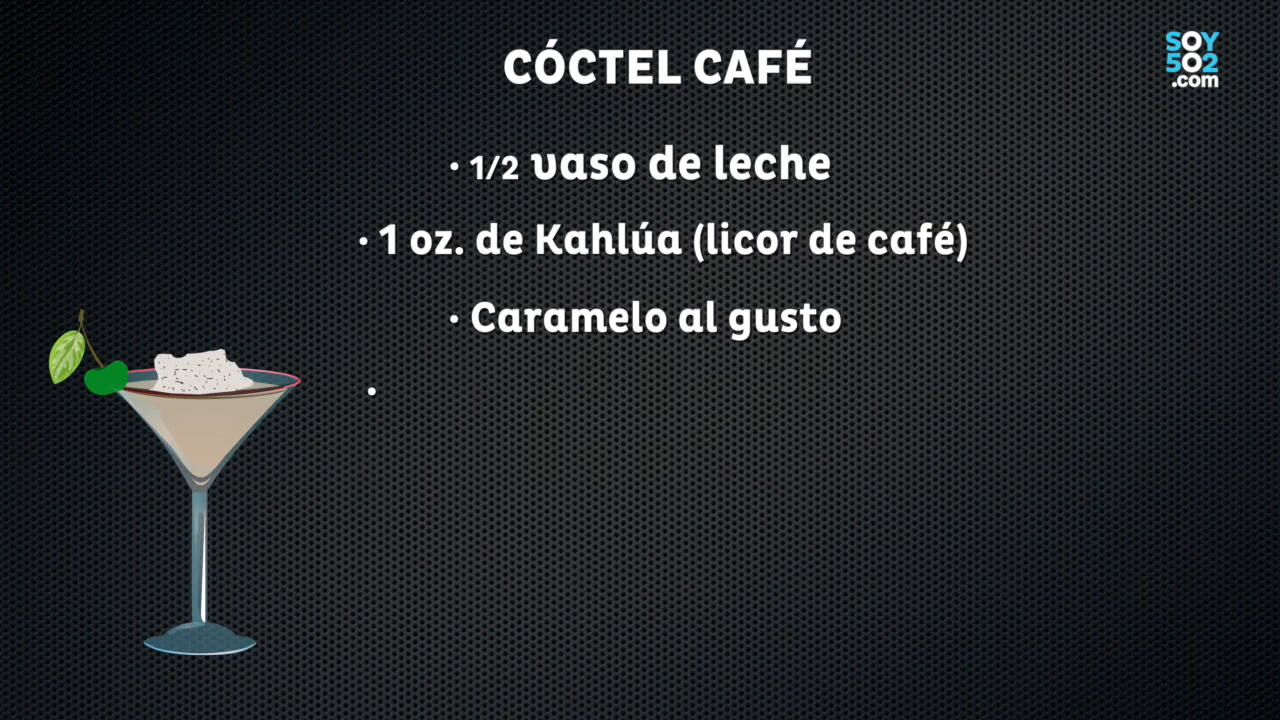 CÓCTEL CAFÉ
SOY
502
.com
· 1/2 vaso de leche
· 1 oz. de Kahlúa (licor de café)
· Caramelo al gusto
·